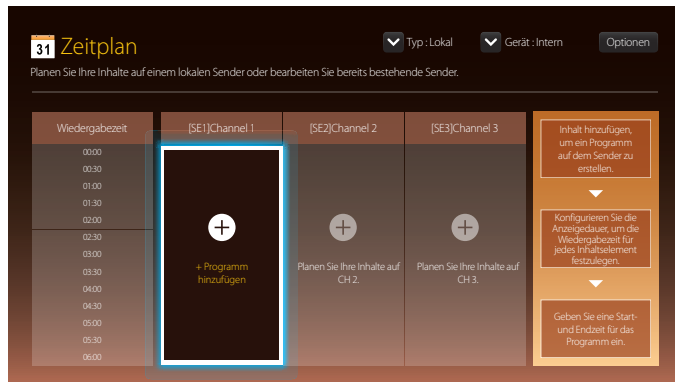 31 Zeitplan
Typ : Lokal
Gerät : Intern
Optionen
Planen Sie Ihre Inhalte auf einem lokalen Sender oder bearbeiten Sie bereits bestehende Sender.
Wiedergabezeit
[SE1]Channel 1
[SE2]Channel 2
[SE3]Channel 3
00:00
00:30
01:00
01:30
02:00
02:30
03:00
03:30
04:00
04:30
05:00
05:30
06:00
+ Programm
hinzufügen
Planen Sie Ihre Inhalte auf
CH 2.
Planen Sie Ihre Inhalte auf
CH 3.
Inhalt hinzufügen,
um ein Programm
auf dem Sender zu
erstellen.
Konfigurieren Sie die
Anzeigedauer, um die
Wiedergabezeit für
jedes Inhaltselement
festzulegen.
Geben Sie eine Start-
und Endzeit für das
Programm ein.